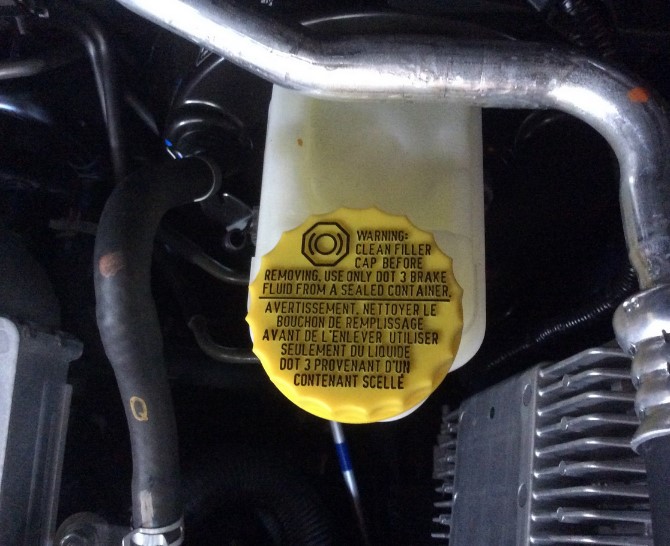 WARNING:
CLEAN FILLER
CAP BEFORE
REMOVING, USE ONLY DOT 3 BRAKE
FLUID FROM A SEALED CONTAINER.
AVERTISSEMENT, NETTOYER LE
BOUCHON DE REMPLISSAGE
AVANT DE L'ENLEVER UTILISER
SEULEMENT DU LIQUIDE
DOT 3 PROVENANT D'UN
CONTENANT SCELLÉ
Q